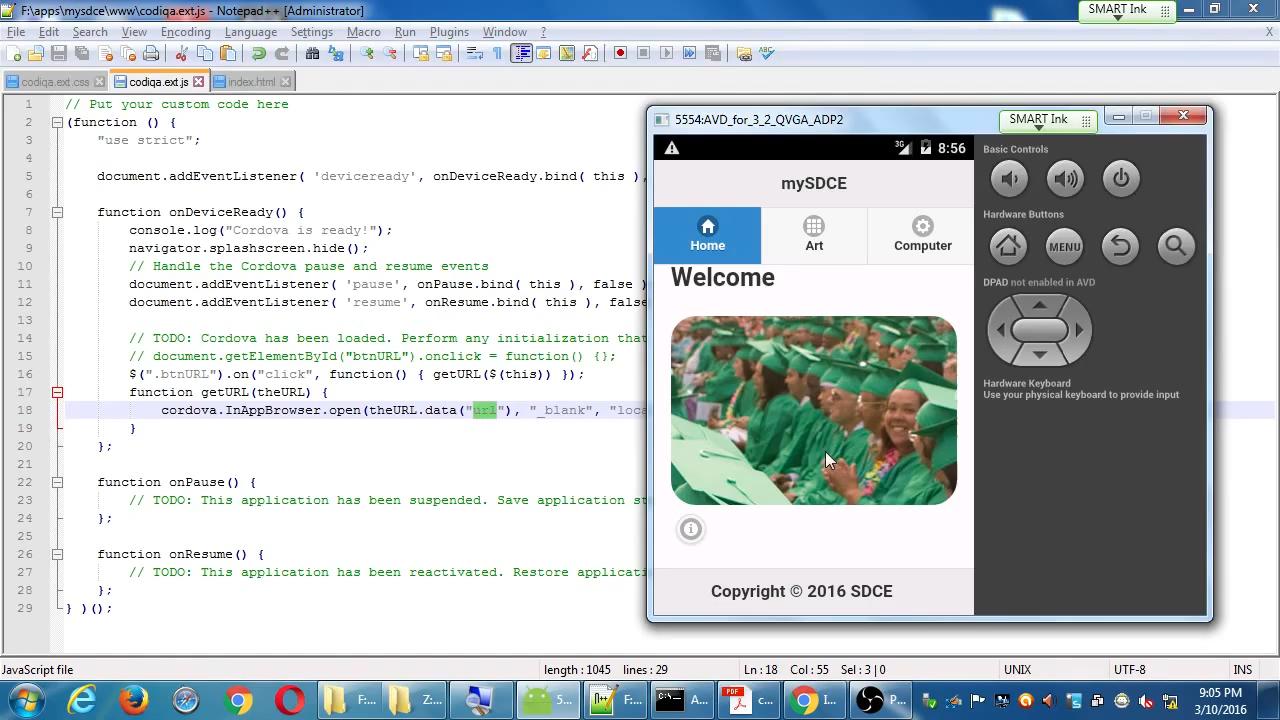 F:\apps\mysdce\www\codiqa.ext.js - Notepad++ [Administrator]
SMART Ink
File Edit Search View Encoding Language Settings Macro Run Plugins Window ? X
codiqa.ext.css codiqa.ext.js index.html
1 // Put your custom code here
2 (function () {
3 "use strict";
4
5 document.addEventListener( 'deviceready', onDeviceReady.bind( this ),
6
7 function onDeviceReady() {
8 console.log("Cordova is ready!");
9 navigator.splashscreen.hide();
10 // Handle the Cordova pause and resume events
11 document.addEventListener( 'pause', onPause.bind( this ), false )
12 document.addEventListener( 'resume', onResume.bind( this ), false
13
14 // TODO: Cordova has been loaded. Perform any initialization that
15 // document.getElementById("btnURL").onclick = function() {};
16 $(".btnURL").on("click", function() { getURL($(this)) });
17 function getURL(theURL) {
18 cordova.InAppBrowser.open(theURL.data("url"), "_blank", "loca
19 }
20 };
21
22 function onPause() {
23 // TODO: This application has been suspended. Save application st
24 };
25
26 function onResume() {
27 // TODO: This application has been reactivated. Restore applicati
28 };
29 } )();
5554:AVD_for_3_2_QVGA_ADP2
SMART Ink
3G 8:56
mySDCE
Home Art Computer
Welcome
Copyright © 2016 SDCE
Basic Controls
Hardware Buttons
MENU
DPAD not enabled in AVD
Hardware Keyboard
Use your physical keyboard to provide input
JavaScript file length : 1045 lines : 29 Ln : 18 Col : 55 Sel : 3 | 0 UNIX UTF-8 INS
F:... Z:... 5... F:... A... PDF c... I... P...
9:05 PM
3/10/2016